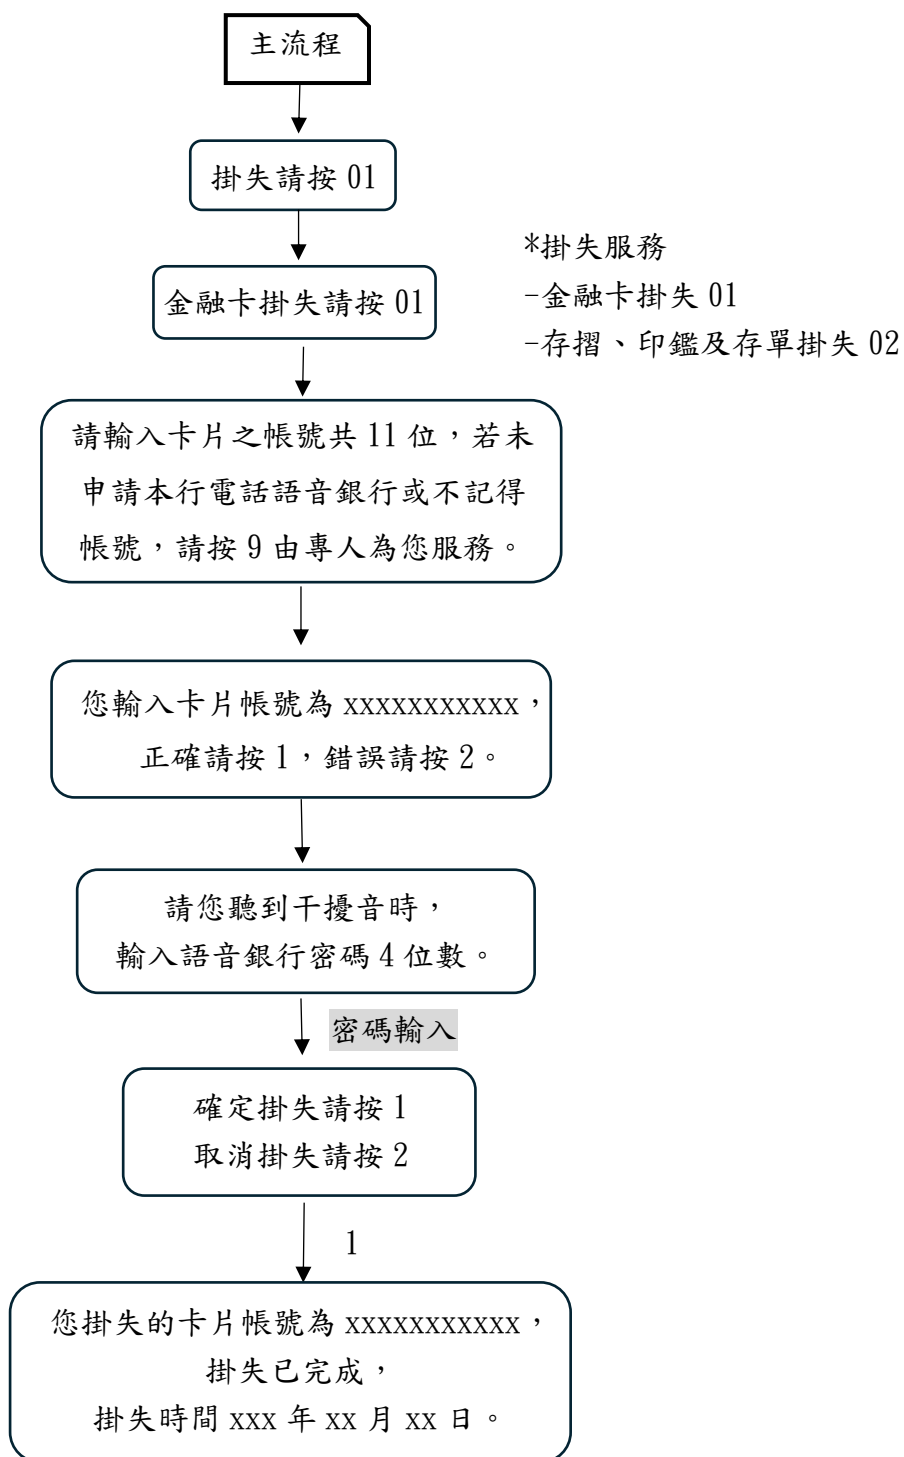 主流程
掛失請按 01
金融卡掛失請按 01
*掛失服務
-金融卡掛失 01
-存摺、印鑑及存單掛失 02
請輸入卡片之帳號共 11 位，若未
申請本行電話語音銀行或不記得
帳號，請按 9 由專人為您服務。
您輸入卡片帳號為 xxxxxxxxxxx，
正確請按 1，錯誤請按 2。
請您聽到干擾音時，
輸入語音銀行密碼 4 位數。
密碼輸入
確定掛失請按 1
取消掛失請按 2
1
您掛失的卡片帳號為 xxxxxxxxxxx，
掛失已完成，
掛失時間 xxx 年 xx 月 xx 日。